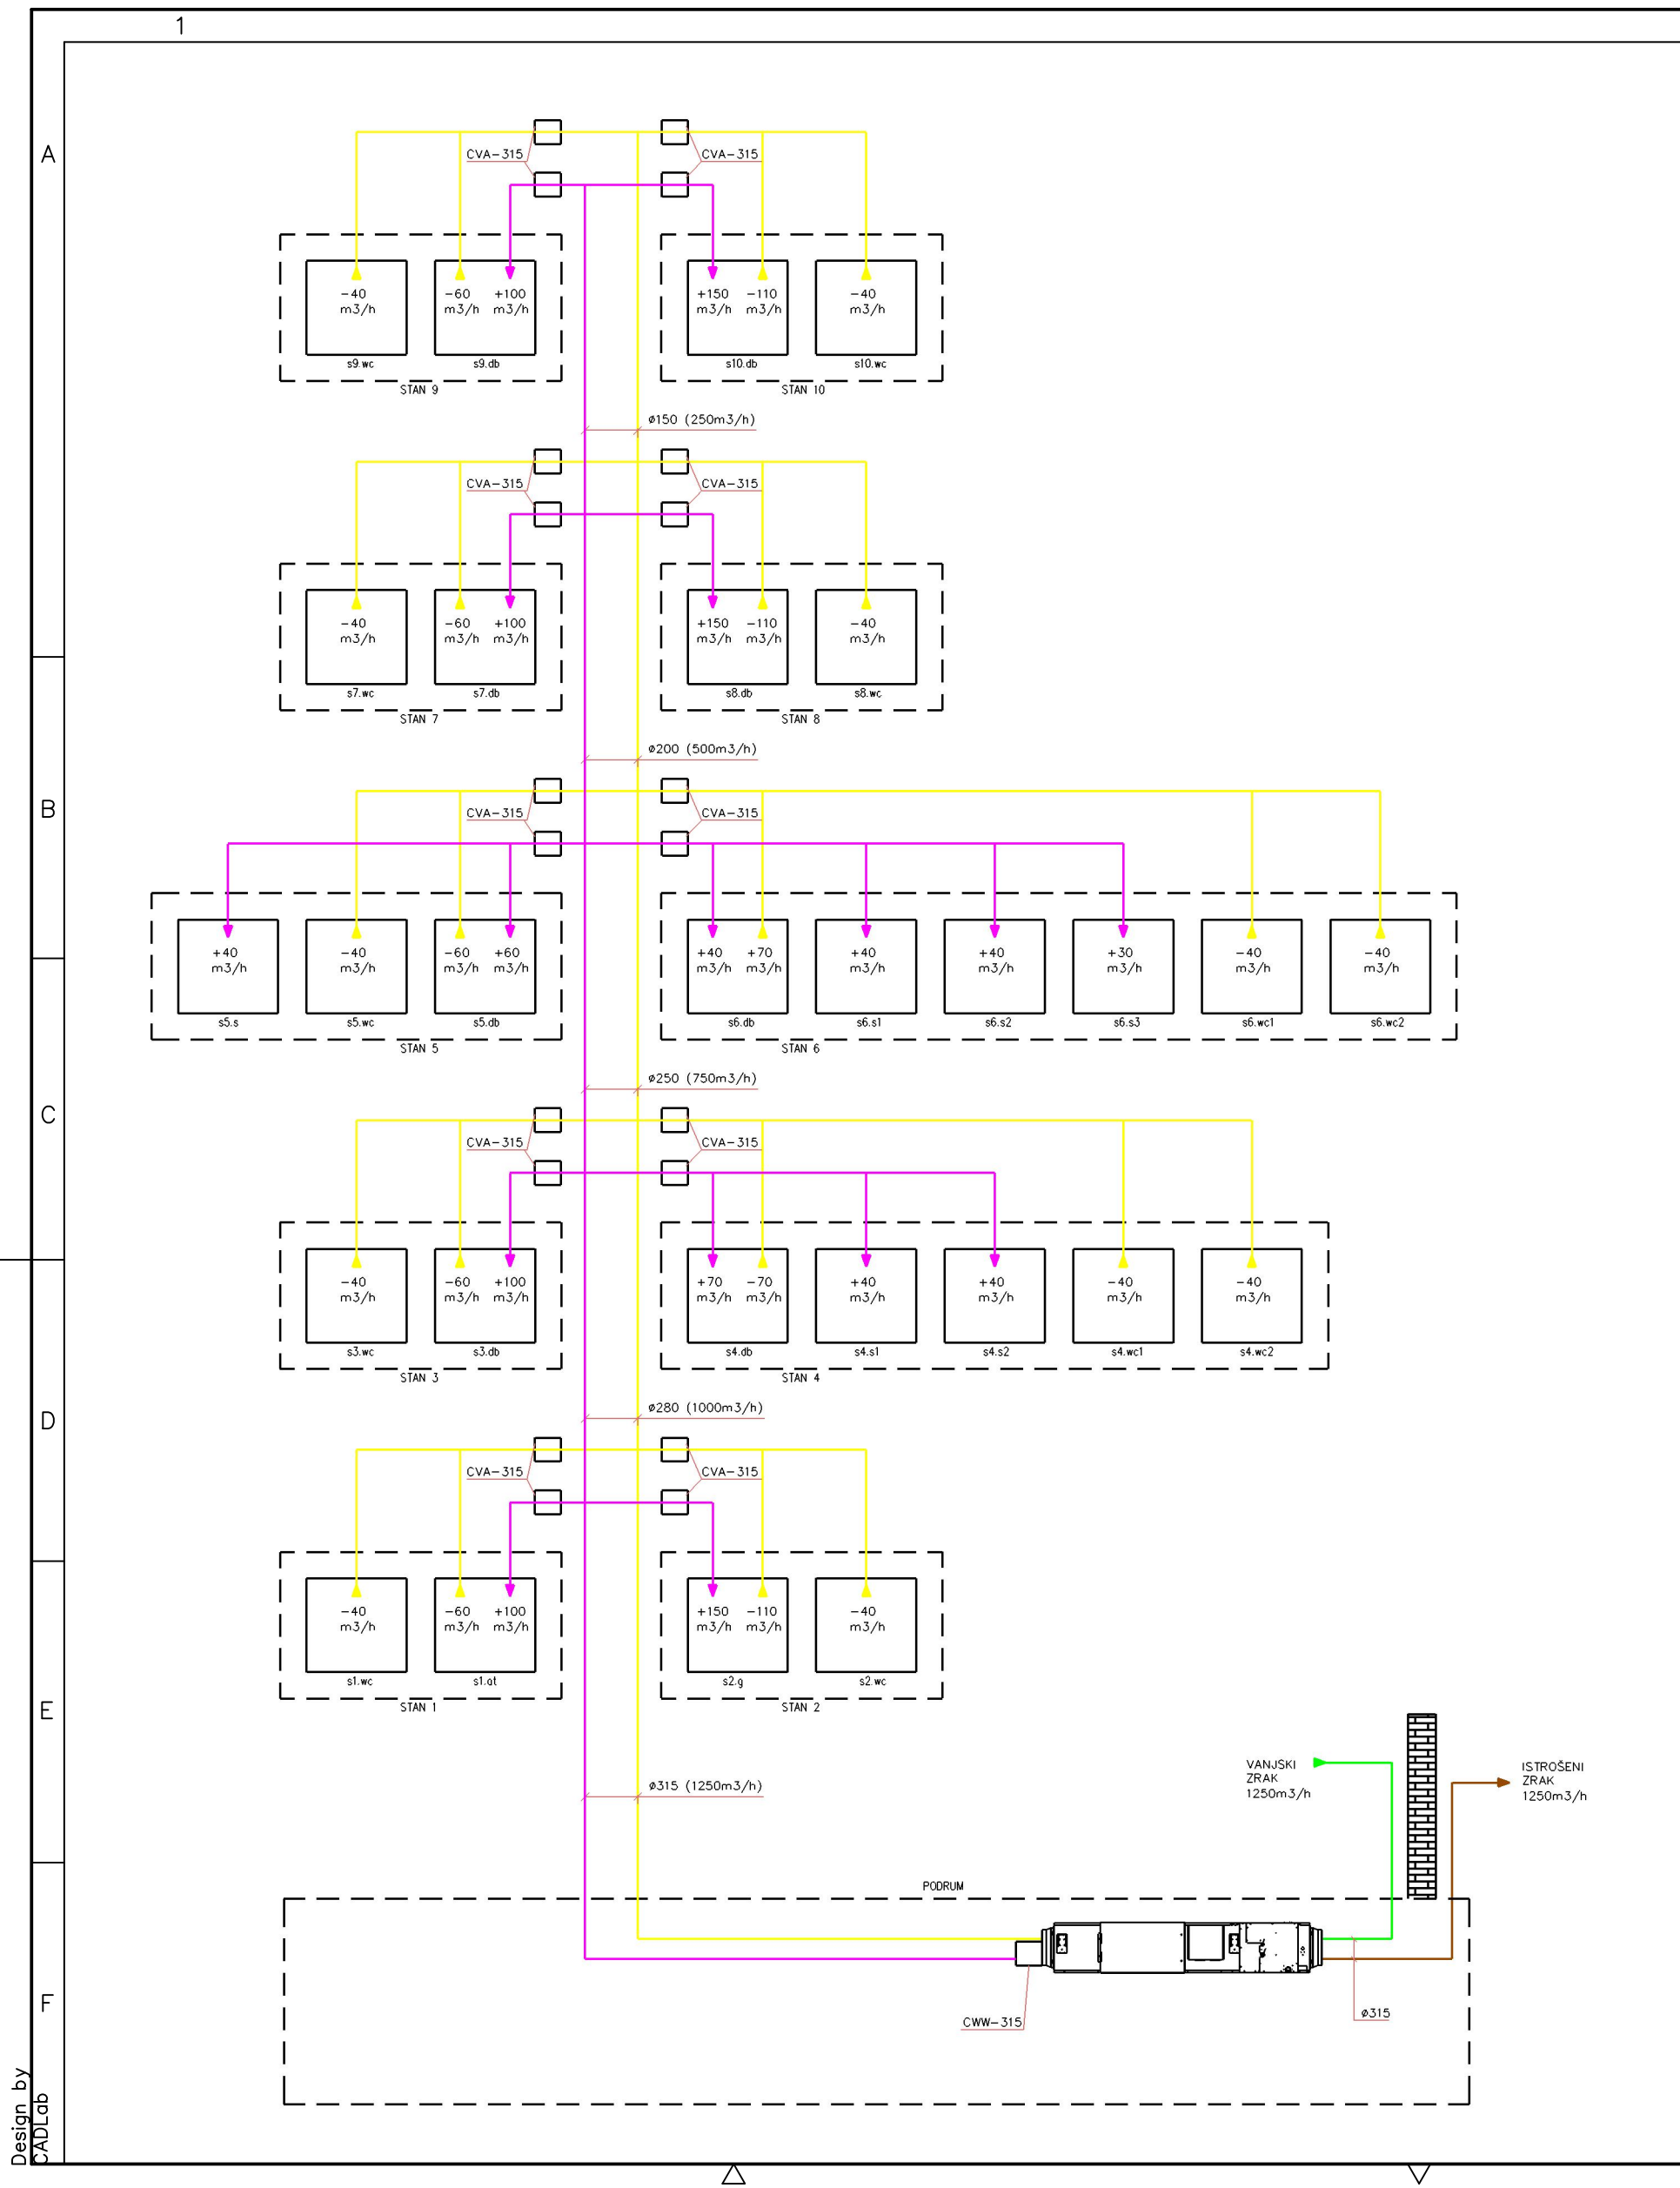 1
A
CVA-315
CVA-315
-40
m3/h
-60
m3/h
+100
m3/h
+150
m3/h
-110
m3/h
-40
m3/h
s9.wc
s9.db
s10.db
s10.wc
STAN 9
STAN 10
ø150 (250m3/h)
CVA-315
CVA-315
-40
m3/h
-60
m3/h
+100
m3/h
+150
m3/h
-110
m3/h
-40
m3/h
s7.wc
s7.db
s8.db
s8.wc
STAN 7
STAN 8
ø200 (500m3/h)
B
CVA-315
CVA-315
+40
m3/h
-40
m3/h
-60
m3/h
+60
m3/h
+40
m3/h
+70
m3/h
+40
m3/h
+40
m3/h
+30
m3/h
-40
m3/h
-40
m3/h
s5.s
s5.wc
s5.db
s6.db
s6.s1
s6.s2
s6.s3
s6.wc1
s6.wc2
STAN 5
STAN 6
ø250 (750m3/h)
C
CVA-315
CVA-315
-40
m3/h
-60
m3/h
+100
m3/h
+70
m3/h
-70
m3/h
+40
m3/h
+40
m3/h
-40
m3/h
-40
m3/h
s3.wc
s3.db
s4.db
s4.s1
s4.s2
s4.wc1
s4.wc2
STAN 3
STAN 4
ø280 (1000m3/h)
D
CVA-315
CVA-315
-40
m3/h
-60
m3/h
+100
m3/h
+150
m3/h
-110
m3/h
-40
m3/h
s1.wc
s1.at
s2.g
s2.wc
STAN 1
STAN 2
E
ø315 (1250m3/h)
VANJSKI
ZRAK
1250m3/h
ISTROŠENI
ZRAK
1250m3/h
PODRUM
F
CWW-315
ø315
Design by
CADLab